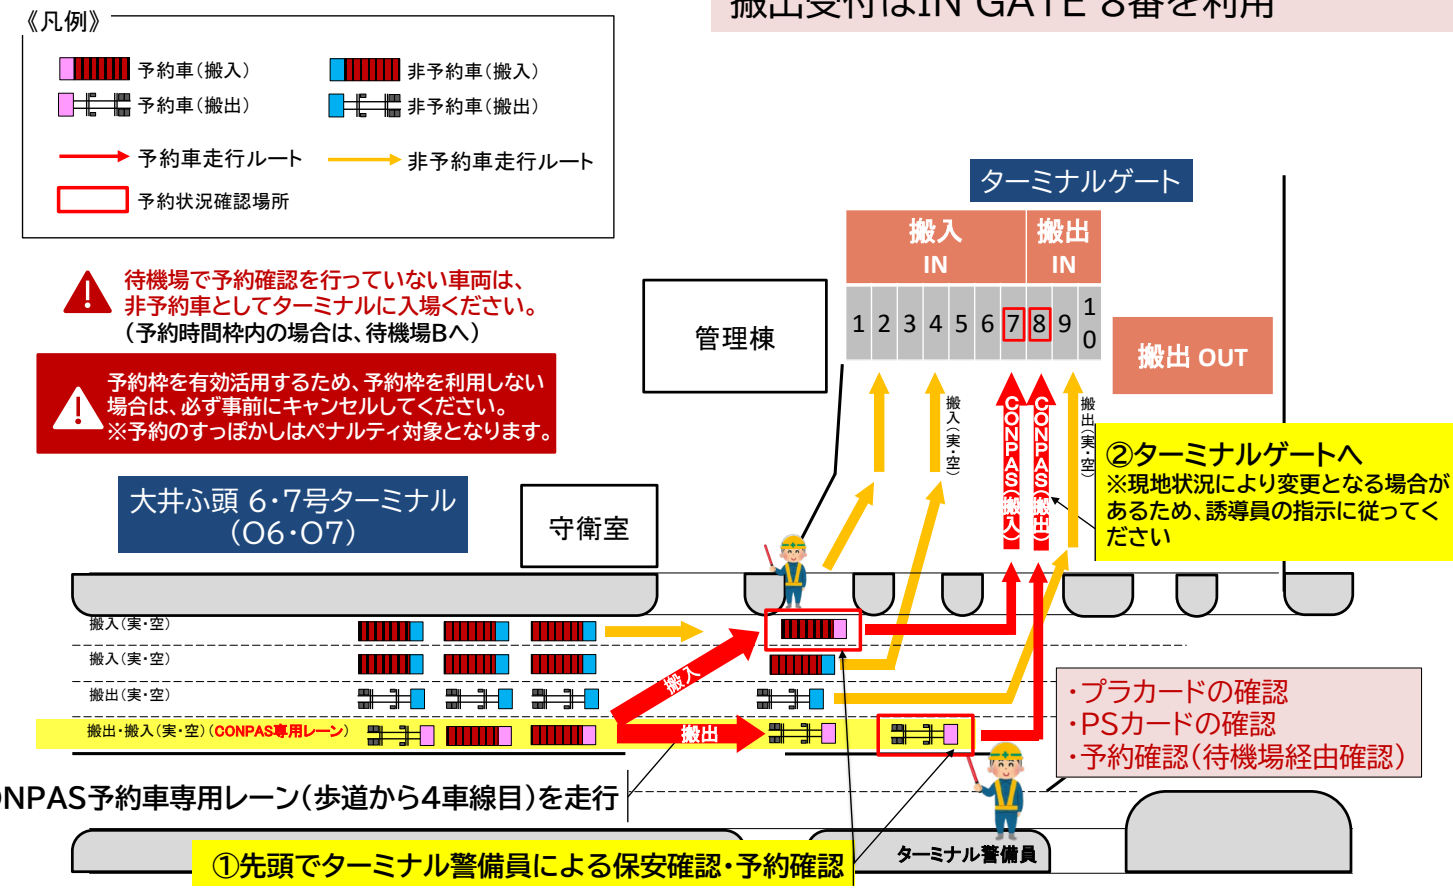 搬出受付はIN GATE 8番を利用
《凡例》
予約車(搬入)
非予約車(搬入)
予約車(搬出)
非予約車(搬出)
予約車走行ルート
非予約車走行ルート
予約状況確認場所
待機場で予約確認を行っていない車両は、
非予約車としてターミナルに入場ください。
(予約時間枠内の場合は、待機場Bへ)
予約枠を有効活用するため、予約枠を利用しない
場合は、必ず事前にキャンセルしてください。
※予約のすっぽかしはペナルティ対象となります。
ターミナルゲート
搬入
IN
搬出
IN
1 2 3 4 5 6 7 8 9 10
管理棟
搬出 OUT
搬入(実・空)
CONPAS(搬入)
CONPAS(搬出)
搬出(実・空)
②ターミナルゲートへ
※現地状況により変更となる場合が
あるため、誘導員の指示に従ってく
ださい
大井ふ頭 6・7号ターミナル
(O6・O7)
守衛室
搬入(実・空)
搬入(実・空)
搬出(実・空)
搬出・搬入(実・空)(CONPAS専用レーン)
搬入
搬出
・プラカードの確認
・PSカードの確認
・予約確認(待機場経由確認)
ONPAS予約車専用レーン(歩道から4車線目)を走行
①先頭でターミナル警備員による保安確認・予約確認
ターミナル警備員